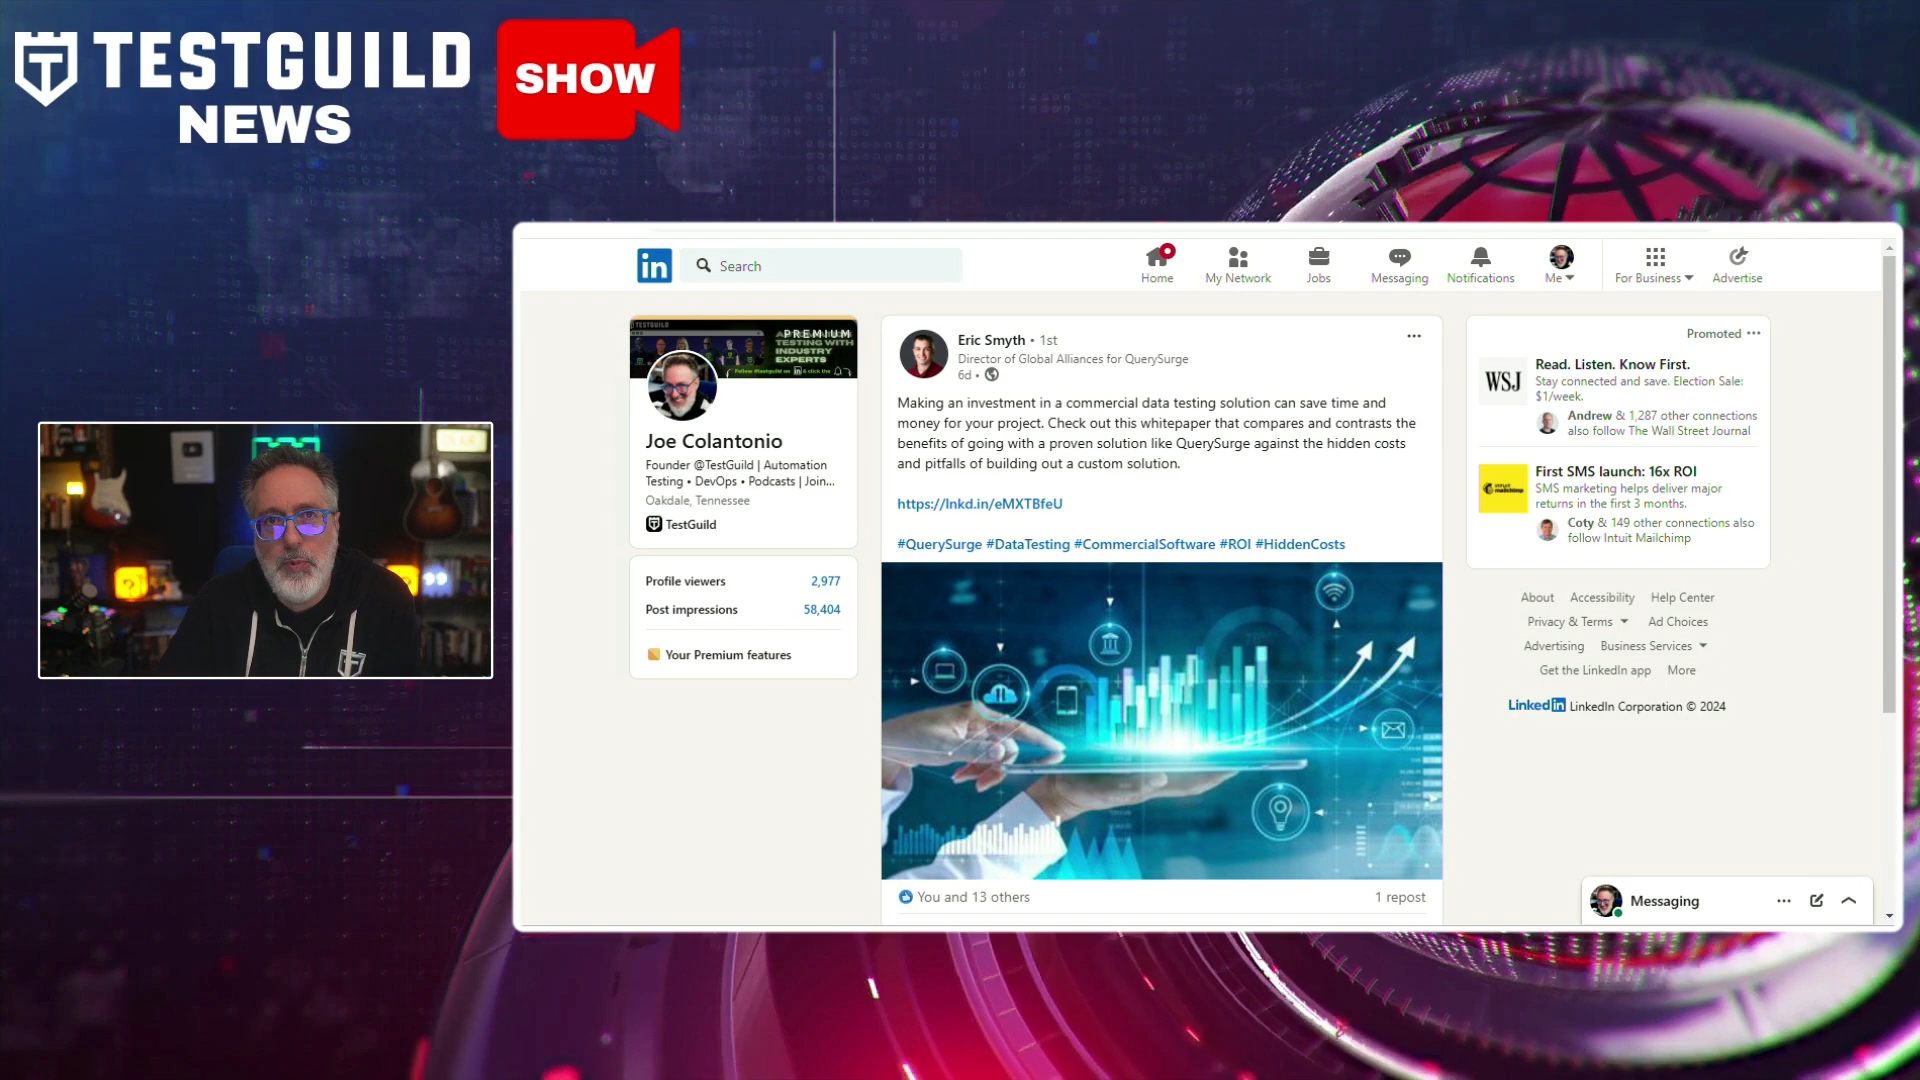 TESTGUILD
NEWS
SHOW
in
Search
Home
My Network
Jobs
Messaging
Notifications
Me
For Business
Advertise
TESTGUILD
PREMIUM
TESTING WITH
INDUSTRY
EXPERTS
Joe Colantonio
Founder @TestGuild | Automation
Testing • DevOps • Podcasts | Join...
Oakdale, Tennessee
TestGuild
Profile viewers 2,977
Post impressions 58,404
Your Premium features
Eric Smyth • 1st
Director of Global Alliances for QuerySurge
6d •
Making an investment in a commercial data testing solution can save time and
money for your project. Check out this whitepaper that compares and contrasts the
benefits of going with a proven solution like QuerySurge against the hidden costs
and pitfalls of building out a custom solution.
https://lnkd.in/eMXTBfeU
#QuerySurge #DataTesting #CommercialSoftware #ROI #HiddenCosts
You and 13 others
1 repost
Promoted
WSJ
Read. Listen. Know First.
Stay connected and save. Election Sale:
$1/week.
Andrew & 1,287 other connections
also follow The Wall Street Journal
First SMS launch: 16x ROI
SMS marketing helps deliver major
returns in the first 3 months.
Coty & 149 other connections also
follow Intuit Mailchimp
About Accessibility Help Center
Privacy & Terms Ad Choices
Advertising Business Services
Get the LinkedIn app More
LinkedIn LinkedIn Corporation © 2024
Messaging